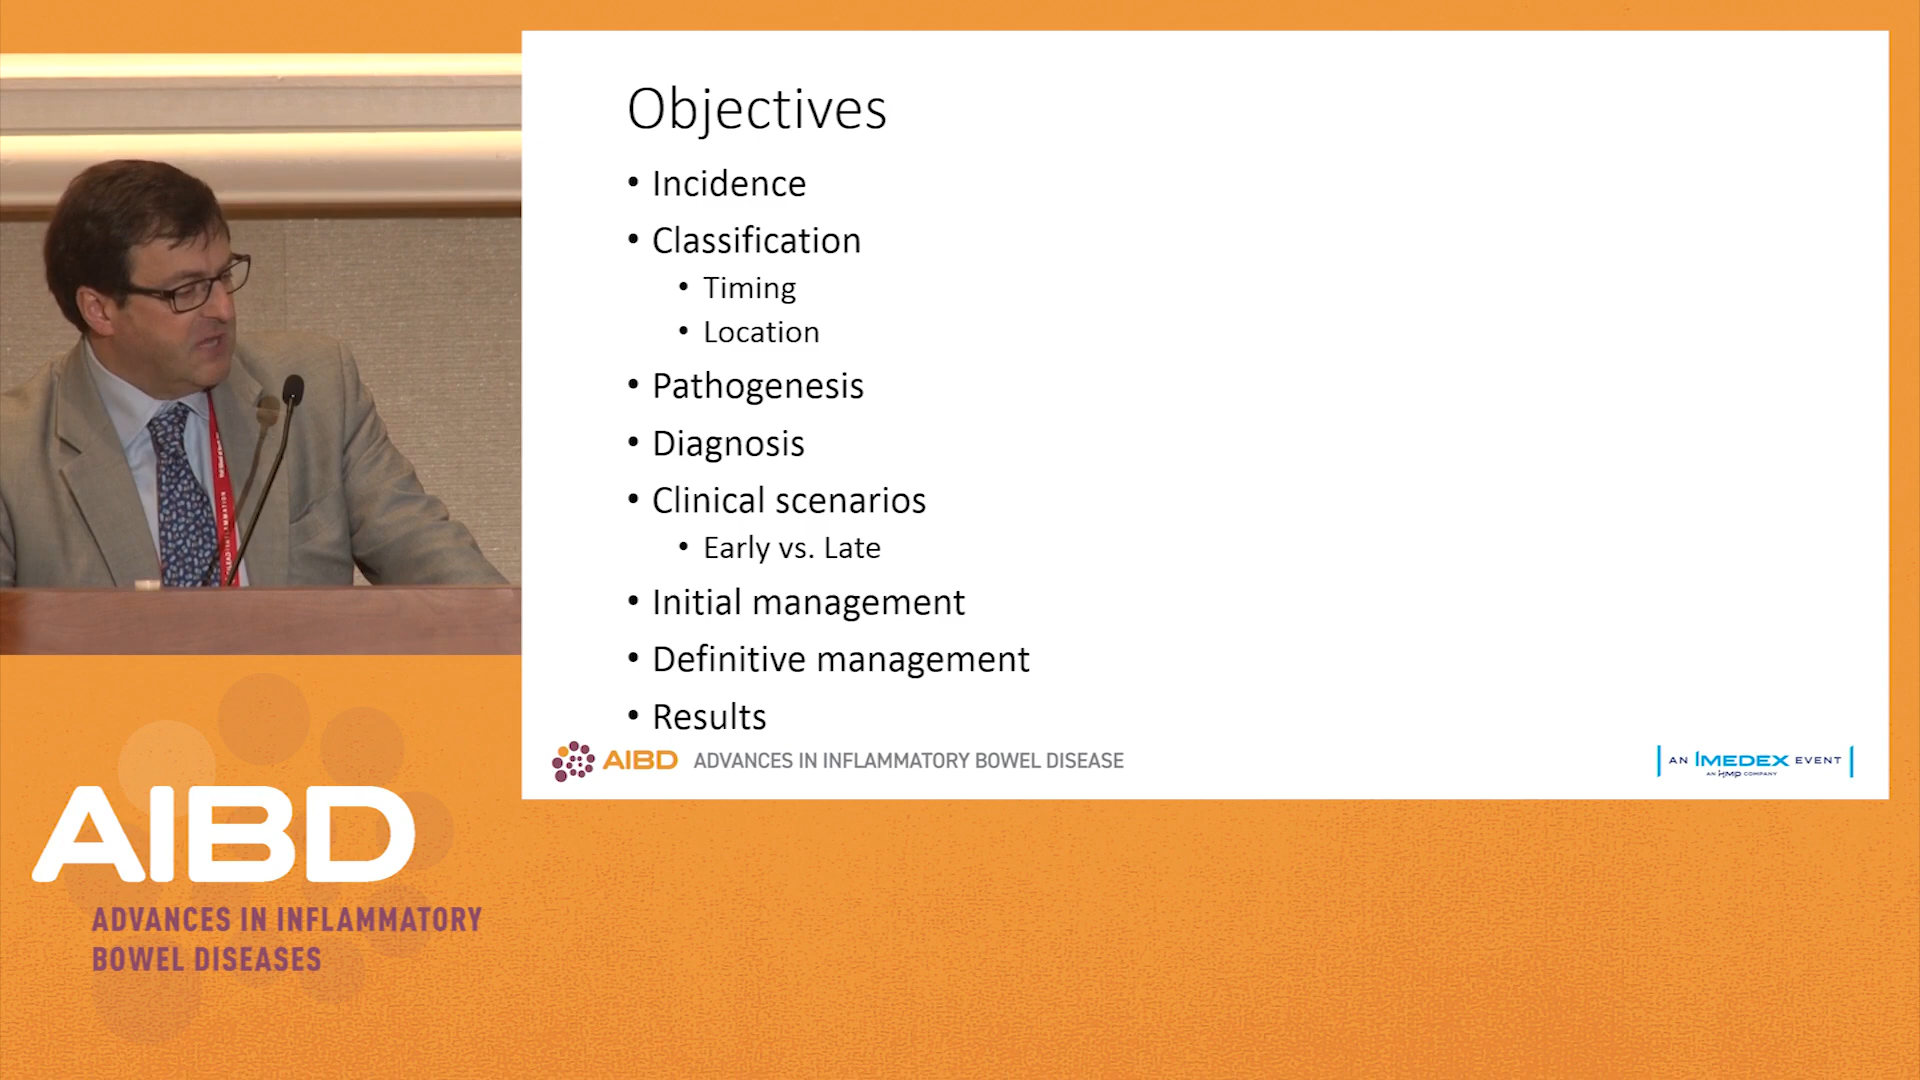 Objectives
• Incidence
• Classification
• Timing
• Location
• Pathogenesis
• Diagnosis
• Clinical scenarios
• Early vs. Late
• Initial management
• Definitive management
• Results
AIBD ADVANCES IN INFLAMMATORY BOWEL DISEASE
AN IMEDEX EVENT
AN HMP COMPANY
AIBD
ADVANCES IN INFLAMMATORY
BOWEL DISEASES